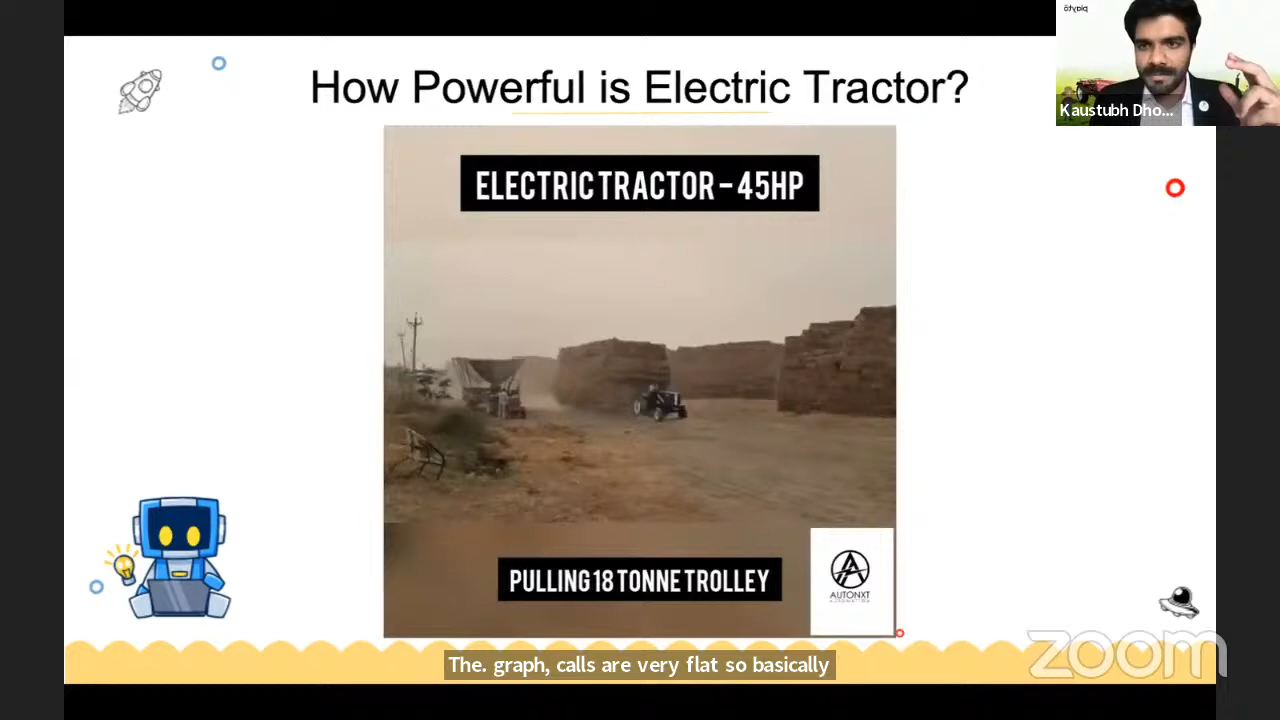 How Powerful is Electric Tractor?
playto
Kaustubh Dho...
ELECTRIC TRACTOR - 45HP
PULLING 18 TONNE TROLLEY
AUTONXT
The. graph, calls are very flat so basically
zoom